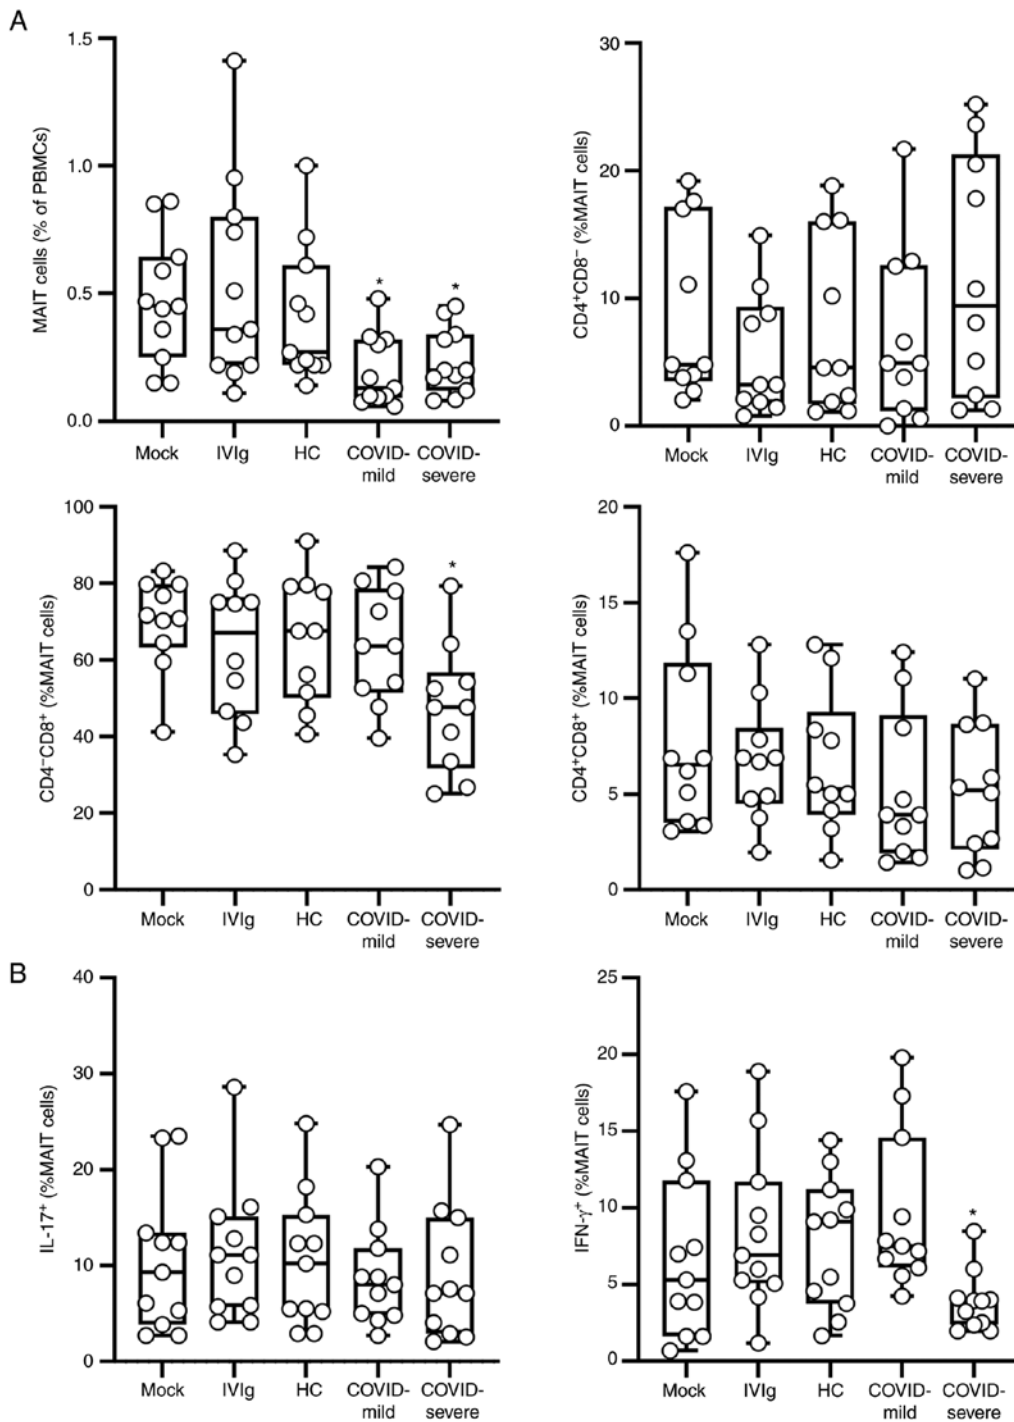 A
MAIT cells (% of PBMCs)
1.5
1.0
0.5
0.0
*
*
Mock
IVIg
HC
COVID-
mild
COVID-
severe
CD4⁺CD8⁻ (%MAIT cells)
30
20
10
0
Mock
IVIg
HC
COVID-
mild
COVID-
severe
CD4⁻CD8⁺ (%MAIT cells)
100
80
60
40
20
0
*
Mock
IVIg
HC
COVID-
mild
COVID-
severe
CD4⁺CD8⁺ (%MAIT cells)
20
15
10
5
0
Mock
IVIg
HC
COVID-
mild
COVID-
severe
B
IL-17⁺ (%MAIT cells)
40
30
20
10
0
Mock
IVIg
HC
COVID-
mild
COVID-
severe
IFN-γ⁺ (%MAIT cells)
25
20
15
10
5
0
*
Mock
IVIg
HC
COVID-
mild
COVID-
severe